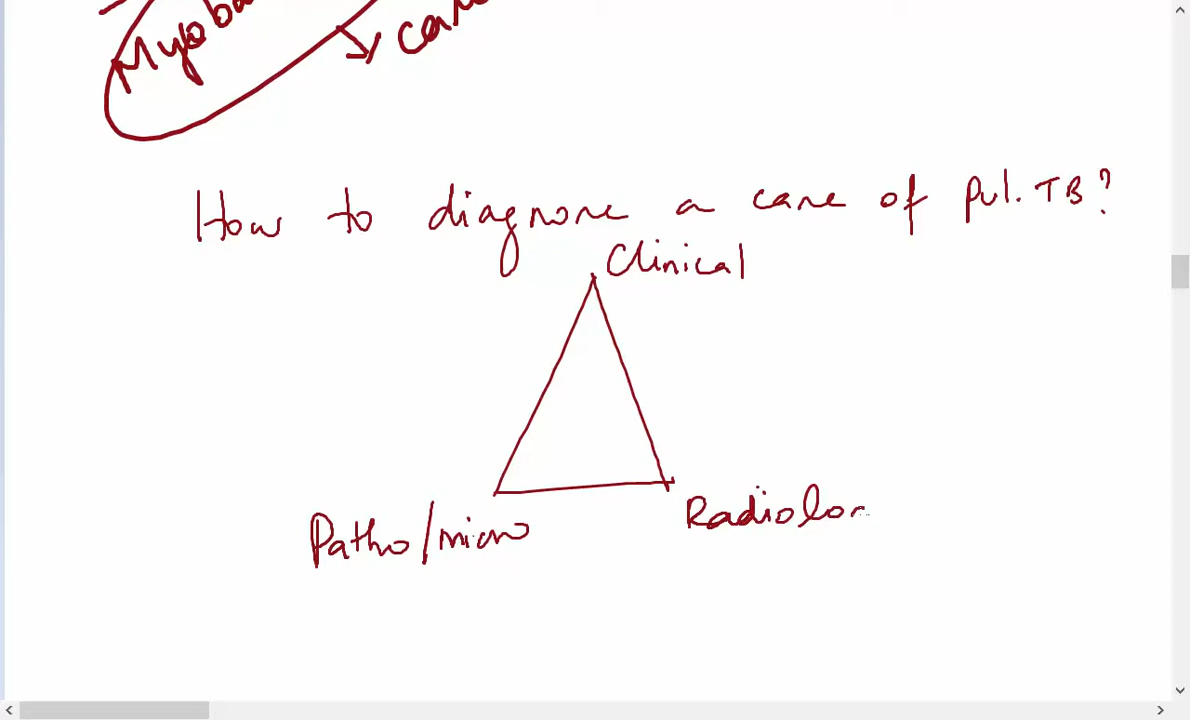 How to diagnose a case of Pul. TB?
Clinical
Patho/micro
Radiolo